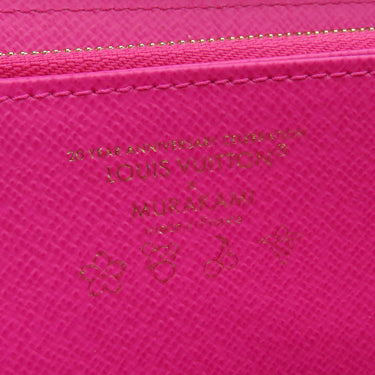 20 YEAR ANNIVERSARY CELEBRATION
LOUIS VUITTON®
×
MURAKAMI